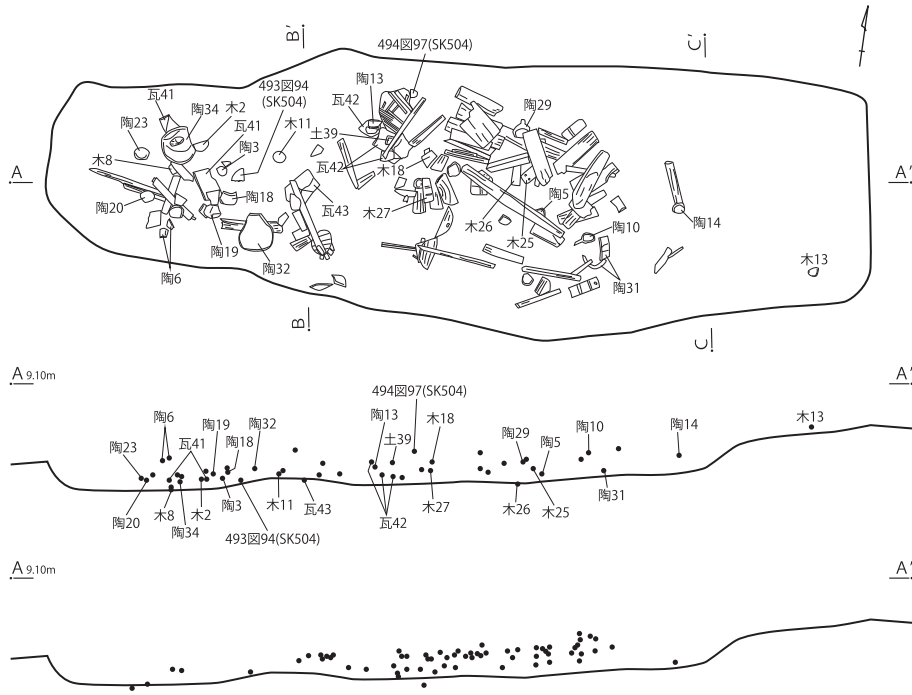 B'
C'
494図97(SK504)
陶13
瓦42
土39
瓦42
木18
木27
陶29
陶5
木26
木25
陶10
陶31
陶14
木13
瓦41
陶34
木2
瓦41
陶3
493図94
(SK504)
木11
陶23
木8
陶20
陶6
陶18
陶19
陶32
瓦43
A
A'
B
C
A 9.10m
A'
494図97(SK504)
陶6
陶23
瓦41
陶19
陶18
陶32
陶13
土39
木18
陶29
陶5
陶10
陶14
木13
陶20
木8
陶34
木2
陶3
493図94(SK504)
木11
瓦43
瓦42
木27
木26
木25
陶31
A 9.10m
A'